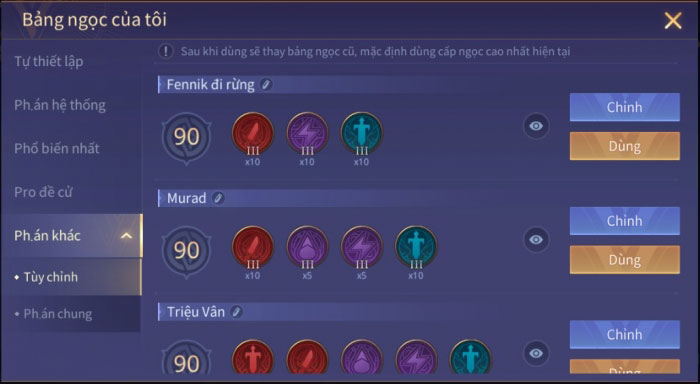 Bảng ngọc của tôi
Sau khi dùng sẽ thay bảng ngọc cũ, mặc định dùng cấp ngọc cao nhất hiện tại
Tự thiết lập
Ph.án hệ thống
Phổ biến nhất
Pro đề cử
Ph.án khác
• Tùy chỉnh
• Ph.án chung
Fennik đi rừng
90
III
III
III
x10
x10
x10
Chỉnh
Dùng
Murad
90
III
III
III
III
x10
x5
x5
x10
Chỉnh
Dùng
Triệu Vân
90
Chỉnh
Dùng